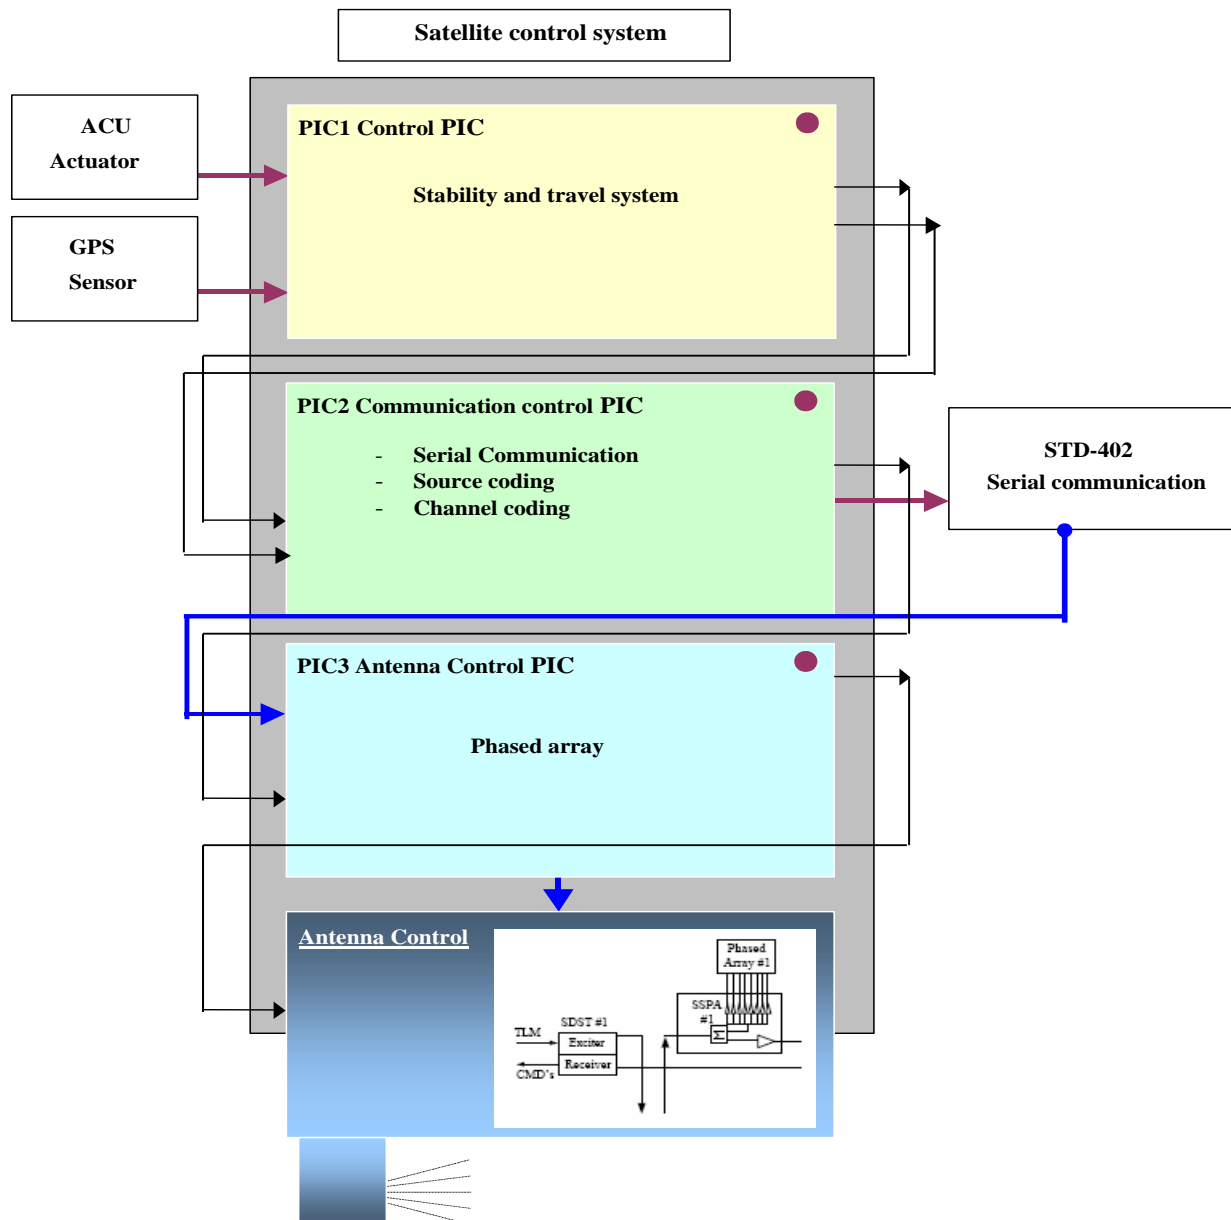 Satellite control system
ACU
Actuator
GPS
Sensor
PIC1 Control PIC
Stability and travel system
PIC2 Communication control PIC
- Serial Communication
- Source coding
- Channel coding
STD-402
Serial communication
PIC3 Antenna Control PIC
Phased array
Antenna Control
Phased
Array #1
SSPA
#1
Σ
SDST #1
TLM
Exciter
Receiver
CMD's